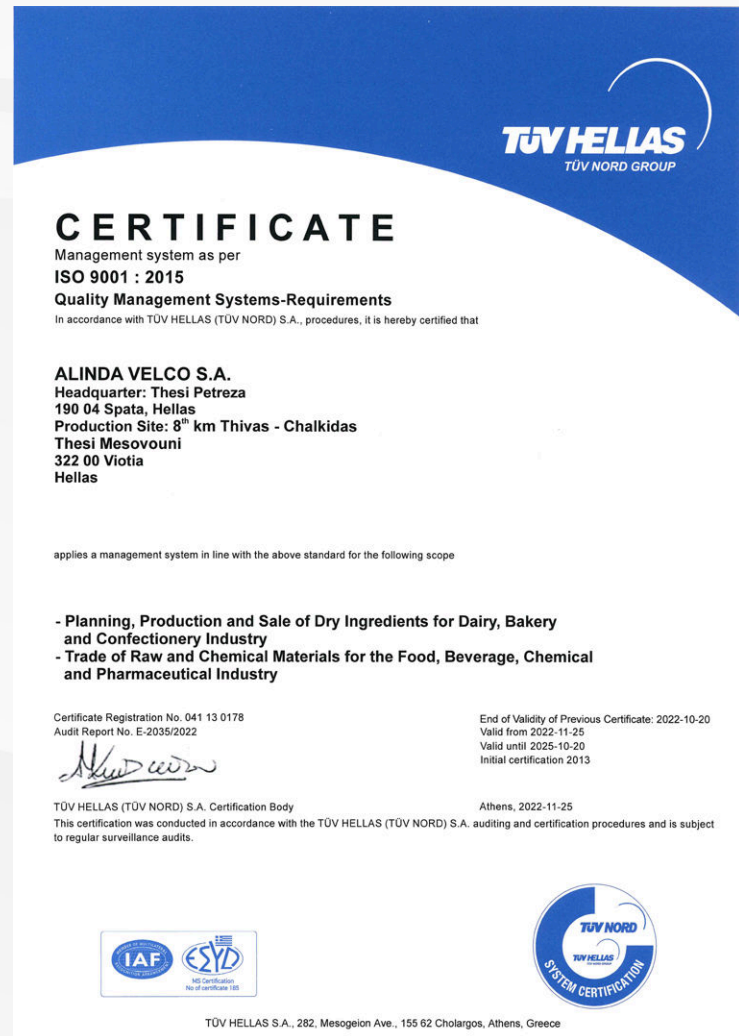 TÜV HELLAS
TÜV NORD GROUP
CERTIFICATE
Management system as per
ISO 9001 : 2015
Quality Management Systems-Requirements
In accordance with TÜV HELLAS (TÜV NORD) S.A., procedures, it is hereby certified that
ALINDA VELCO S.A.
Headquarter: Thesi Petreza
190 04 Spata, Hellas
Production Site: 8th km Thivas - Chalkidas
Thesi Mesovouni
322 00 Viotia
Hellas
applies a management system in line with the above standard for the following scope
- Planning, Production and Sale of Dry Ingredients for Dairy, Bakery
and Confectionery Industry
- Trade of Raw and Chemical Materials for the Food, Beverage, Chemical
and Pharmaceutical Industry
Certificate Registration No. 041 13 0178
Audit Report No. E-2035/2022
End of Validity of Previous Certificate: 2022-10-20
Valid from 2022-11-25
Valid until 2025-10-20
Initial certification 2013
TÜV HELLAS (TÜV NORD) S.A. Certification Body
Athens, 2022-11-25
This certification was conducted in accordance with the TÜV HELLAS (TÜV NORD) S.A. auditing and certification procedures and is subject
to regular surveillance audits.
IAF
ESYD
MS Certification
No of certificate 185
TÜV NORD
TÜV HELLAS
SYSTEM CERTIFICATION
TÜV HELLAS S.A., 282, Mesogeion Ave., 155 62 Cholargos, Athens, Greece